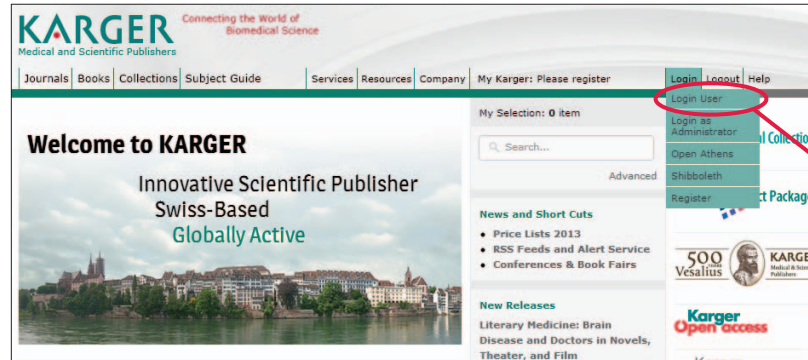 KARGER
Medical and Scientific Publishers
Connecting the World of
Biomedical Science
Journals Books Collections Subject Guide Services Resources Company My Karger: Please register Login Logout Help
Login User
Login as
Administrator
Open Athens
Shibboleth
Register
Welcome to KARGER
Innovative Scientific Publisher
Swiss-Based
Globally Active
My Selection: 0 item
Search...
Advanced
News and Short Cuts
• Price Lists 2013
• RSS Feeds and Alert Service
• Conferences & Book Fairs
New Releases
Literary Medicine: Brain
Disease and Doctors in Novels,
Theater, and Film
500
years
Vesalius
Medical & Scien
Publishers
Karger
Open access